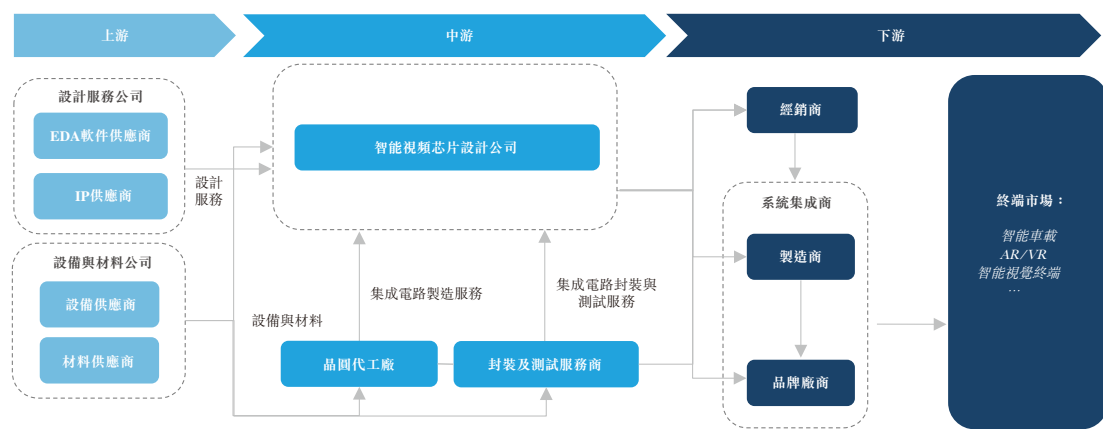 上游
中游
下游
設計服務公司
EDA軟件供應商
IP供應商
設計
服務
設備與材料公司
設備供應商
材料供應商
設備與材料
智能視頻芯片設計公司
集成電路製造服務
集成電路封裝與
測試服務
晶圓代工廠
封裝及測試服務商
經銷商
系統集成商
製造商
品牌廠商
終端市場：
智能車載
AR/VR
智能視覺終端
…